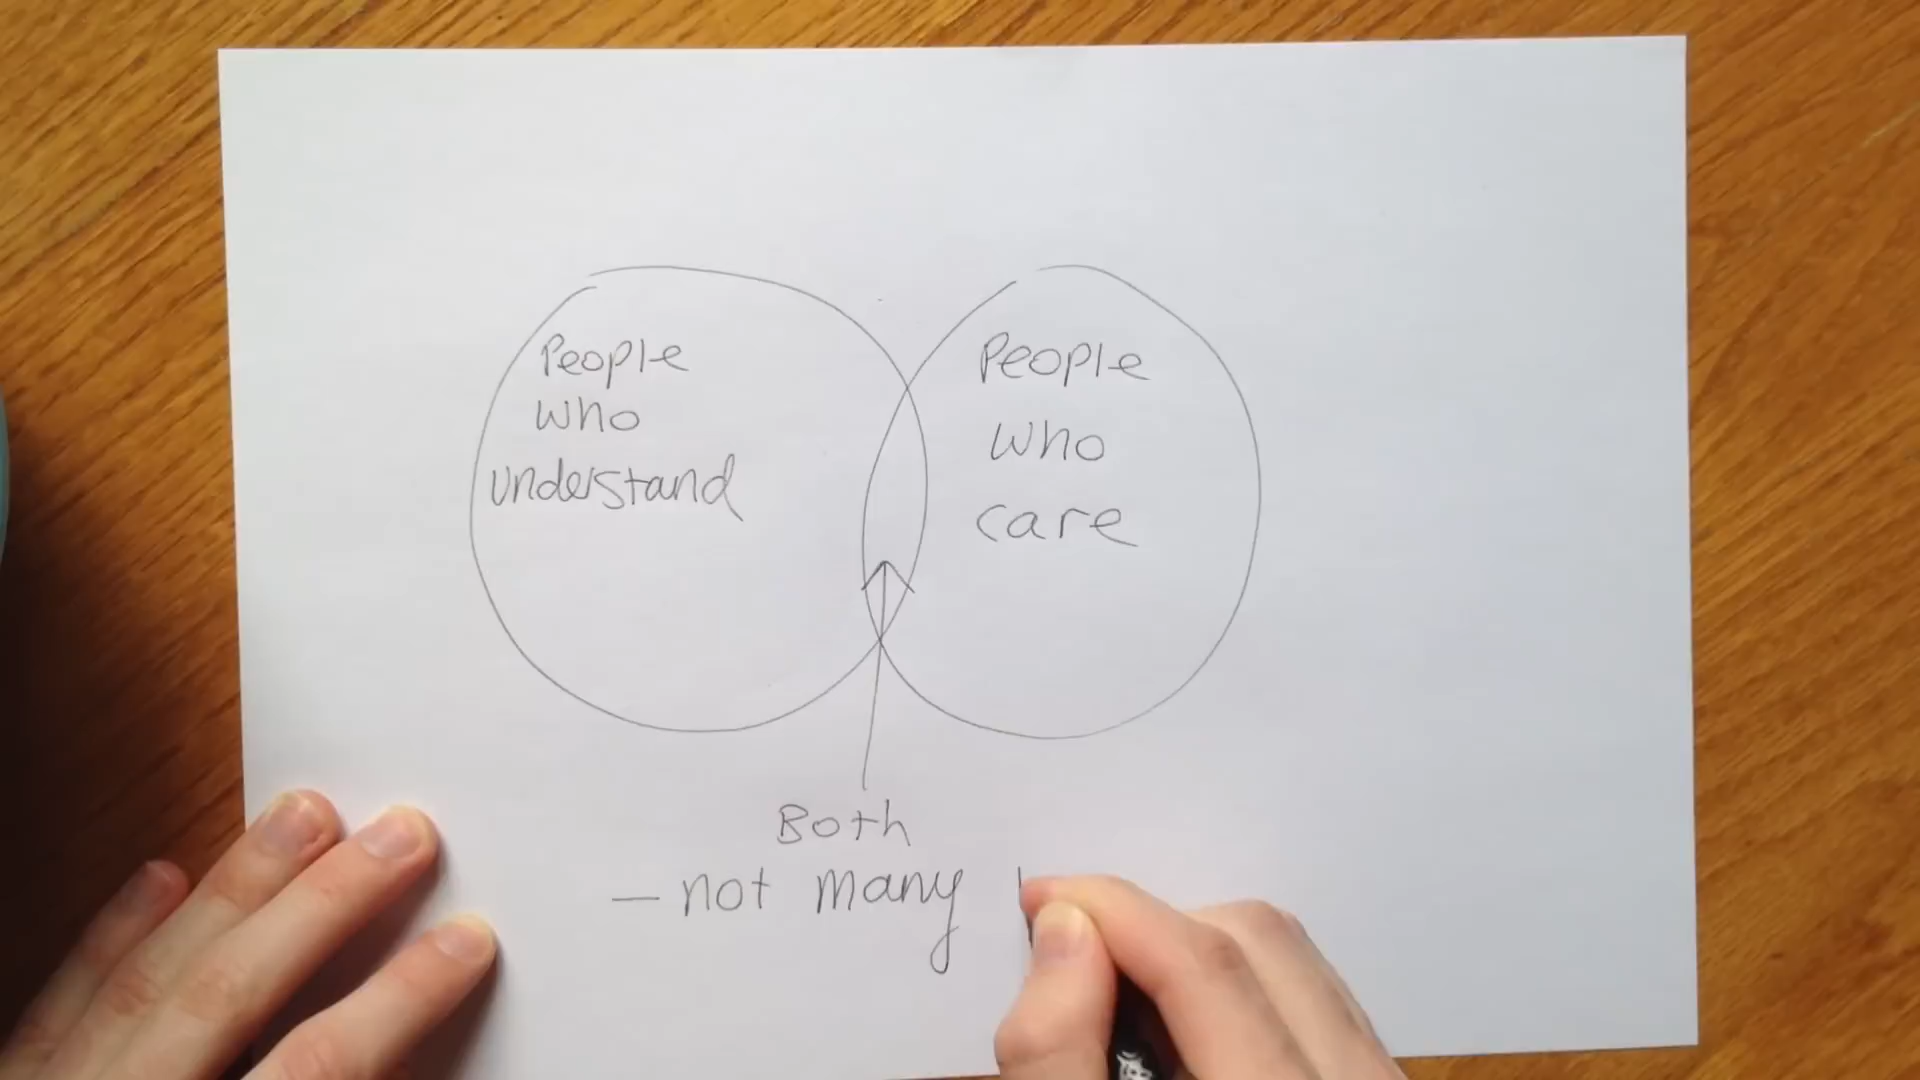 People
who
understand
People
who
care
Both
— not many